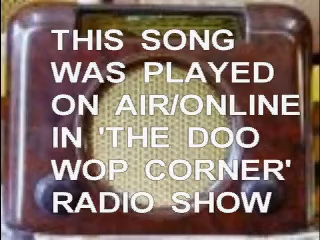 THIS SONG
WAS PLAYED
ON AIR/ONLINE
IN 'THE DOO
WOP CORNER'
RADIO SHOW